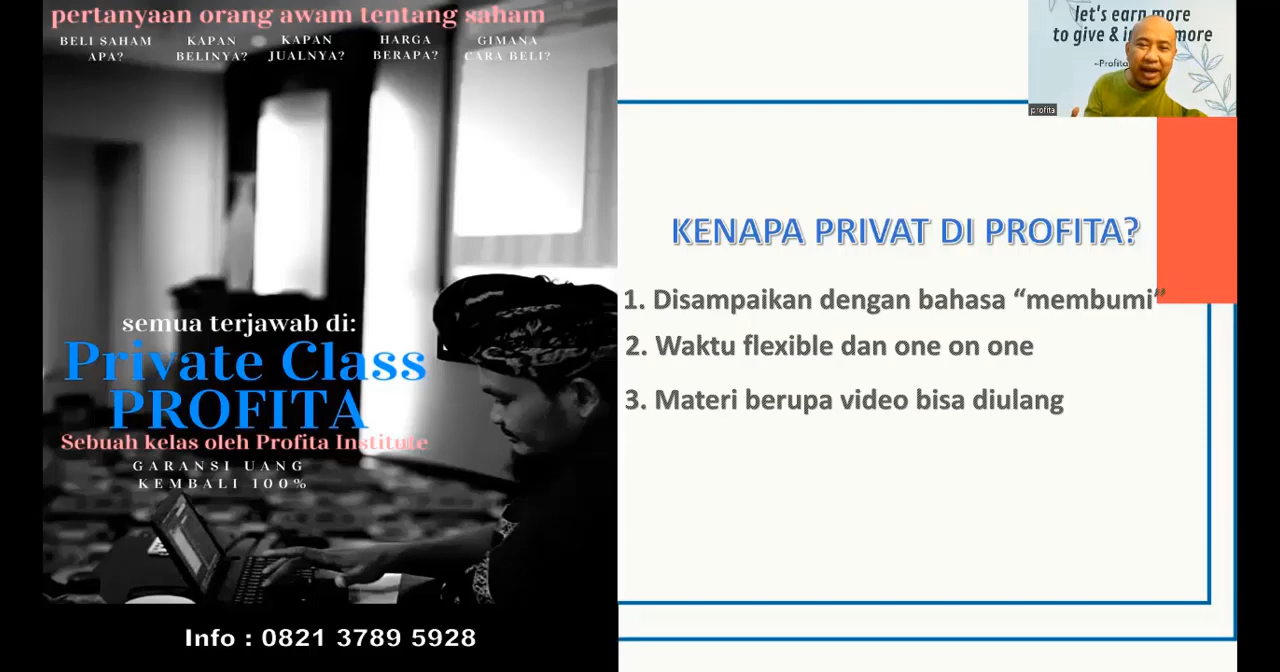 pertanyaan orang awam tentang saham
BELI SAHAM APA?
KAPAN BELINYA?
KAPAN JUALNYA?
HARGA BERAPA?
GIMANA CARA BELI?
semua terjawab di:
Private Class
PROFITA
Sebuah kelas oleh Profita Institute
GARANSI UANG
KEMBALI 100%
Info : 0821 3789 5928
let's earn more
to give & more
~Profita
profita
KENAPA PRIVAT DI PROFITA?
1. Disampaikan dengan bahasa “membumi”
2. Waktu flexible dan one on one
3. Materi berupa video bisa diulang